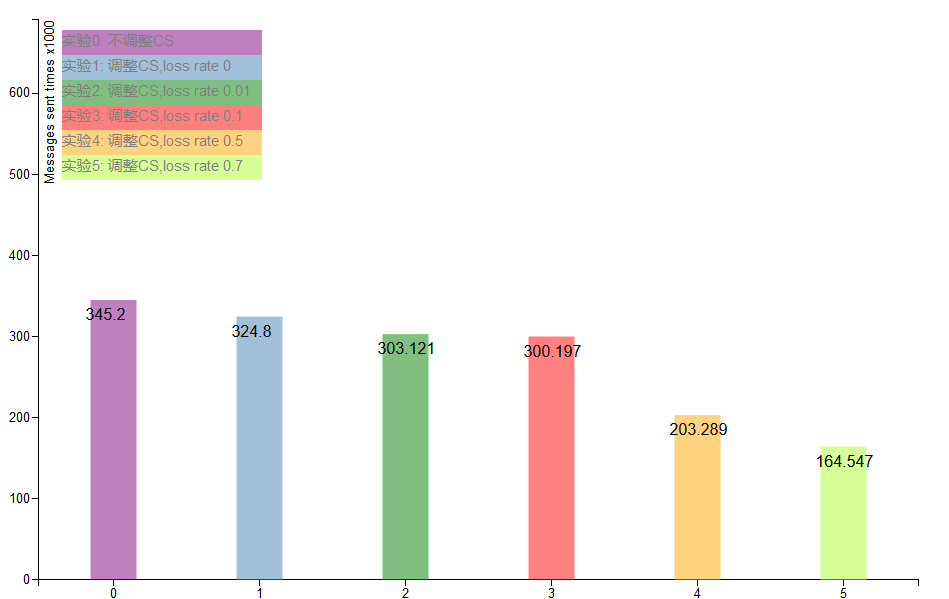 Messages sent times x1000
实验0: 不调整CS
实验1: 调整CS,loss rate 0
实验2: 调整CS,loss rate 0.01
实验3: 调整CS,loss rate 0.1
实验4: 调整CS,loss rate 0.5
实验5: 调整CS,loss rate 0.7
600
500
400
300
200
100
0
345.2
324.8
303.121
300.197
203.289
164.547
0 1 2 3 4 5